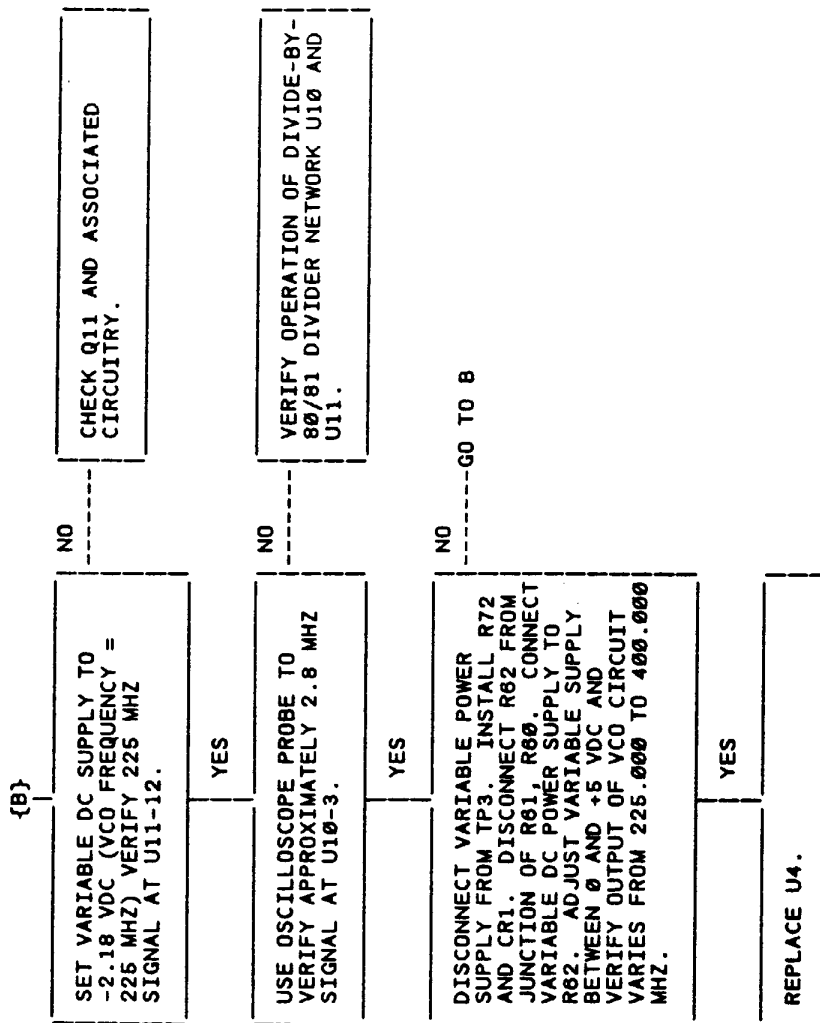 {B}
SET VARIABLE DC SUPPLY TO
-2.18 VDC (VCO FREQUENCY =
225 MHZ) VERIFY 225 MHZ
SIGNAL AT U11-12.
NO
CHECK Q11 AND ASSOCIATED
CIRCUITRY.
YES
USE OSCILLOSCOPE PROBE TO
VERIFY APPROXIMATELY 2.8 MHZ
SIGNAL AT U10-3.
NO
VERIFY OPERATION OF DIVIDE-BY-
80/81 DIVIDER NETWORK U10 AND
U11.
YES
DISCONNECT VARIABLE POWER
SUPPLY FROM TP3. INSTALL R72
AND CR1. DISCONNECT R62 FROM
JUNCTION OF R61, R60. CONNECT
VARIABLE DC POWER SUPPLY TO
R62. ADJUST VARIABLE SUPPLY
BETWEEN 0 AND +5 VDC AND
VERIFY OUTPUT OF VCO CIRCUIT
VARIES FROM 225.000 TO 400.000
MHZ.
NO
GO TO B
YES
REPLACE U4.